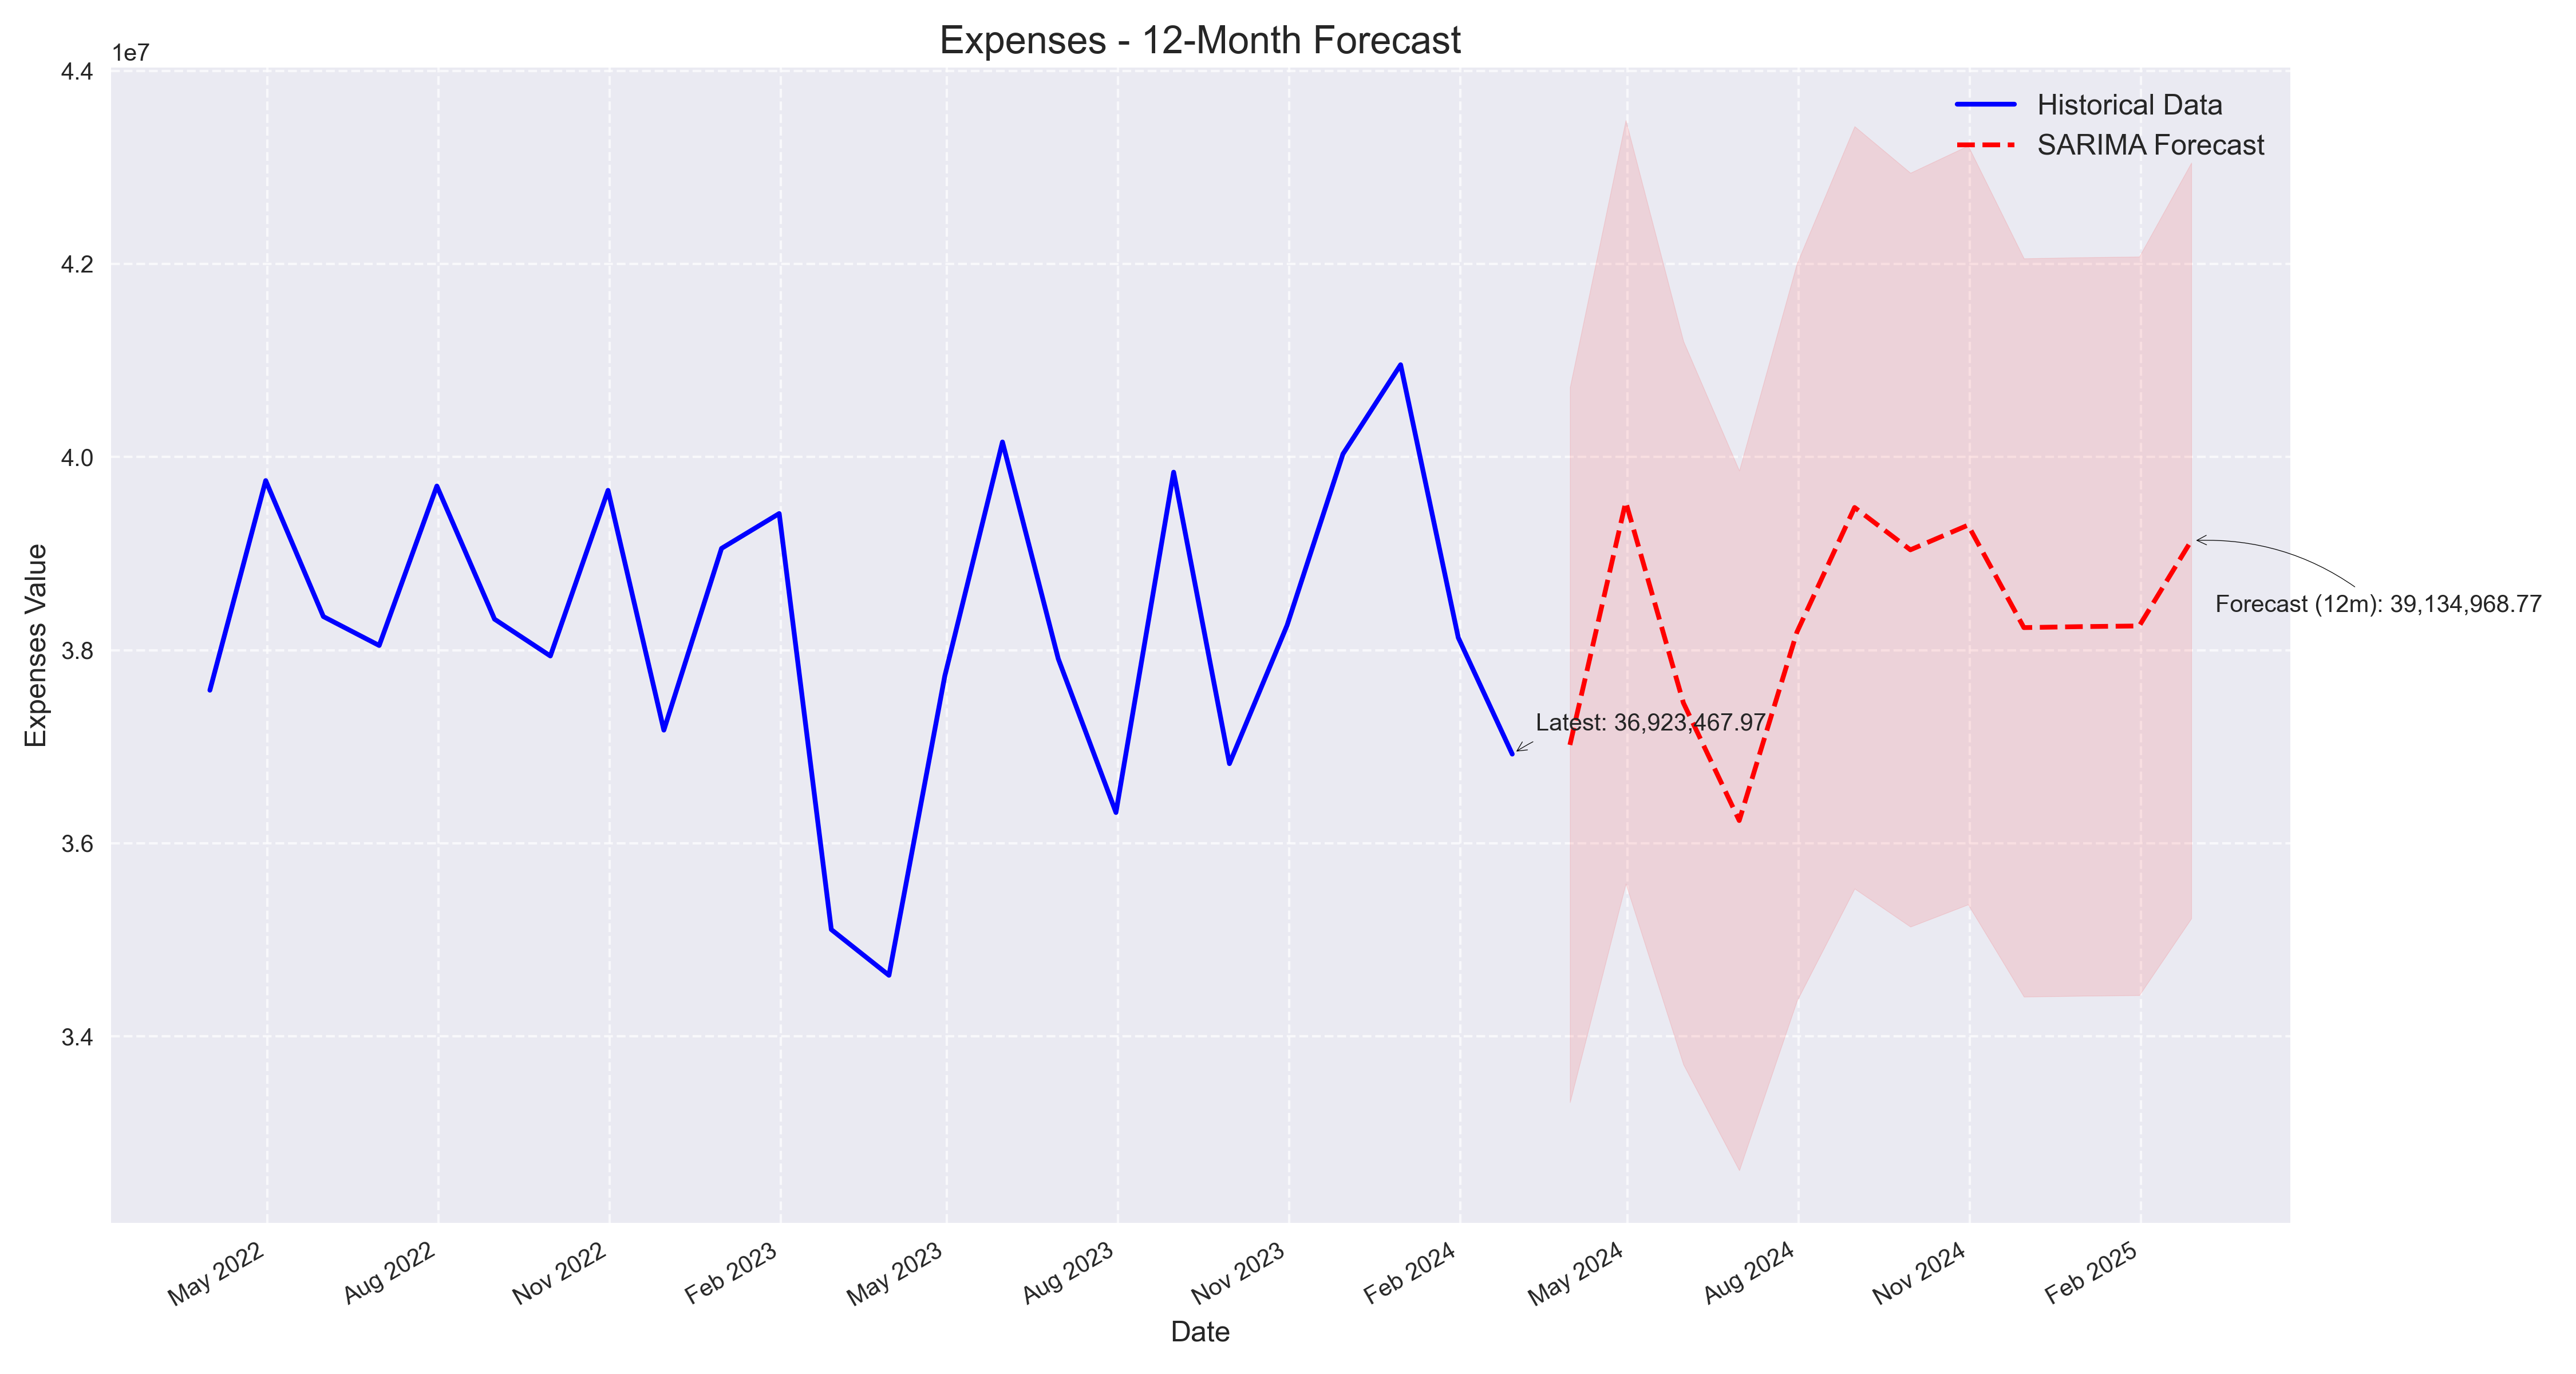 Expenses - 12-Month Forecast
1e7
4.4
4.2
4.0
3.8
3.6
3.4
Expenses Value
Historical Data
SARIMA Forecast
Latest: 36,923,467.97
Forecast (12m): 39,134,968.77
May 2022
Aug 2022
Nov 2022
Feb 2023
May 2023
Aug 2023
Nov 2023
Feb 2024
May 2024
Aug 2024
Nov 2024
Feb 2025
Date